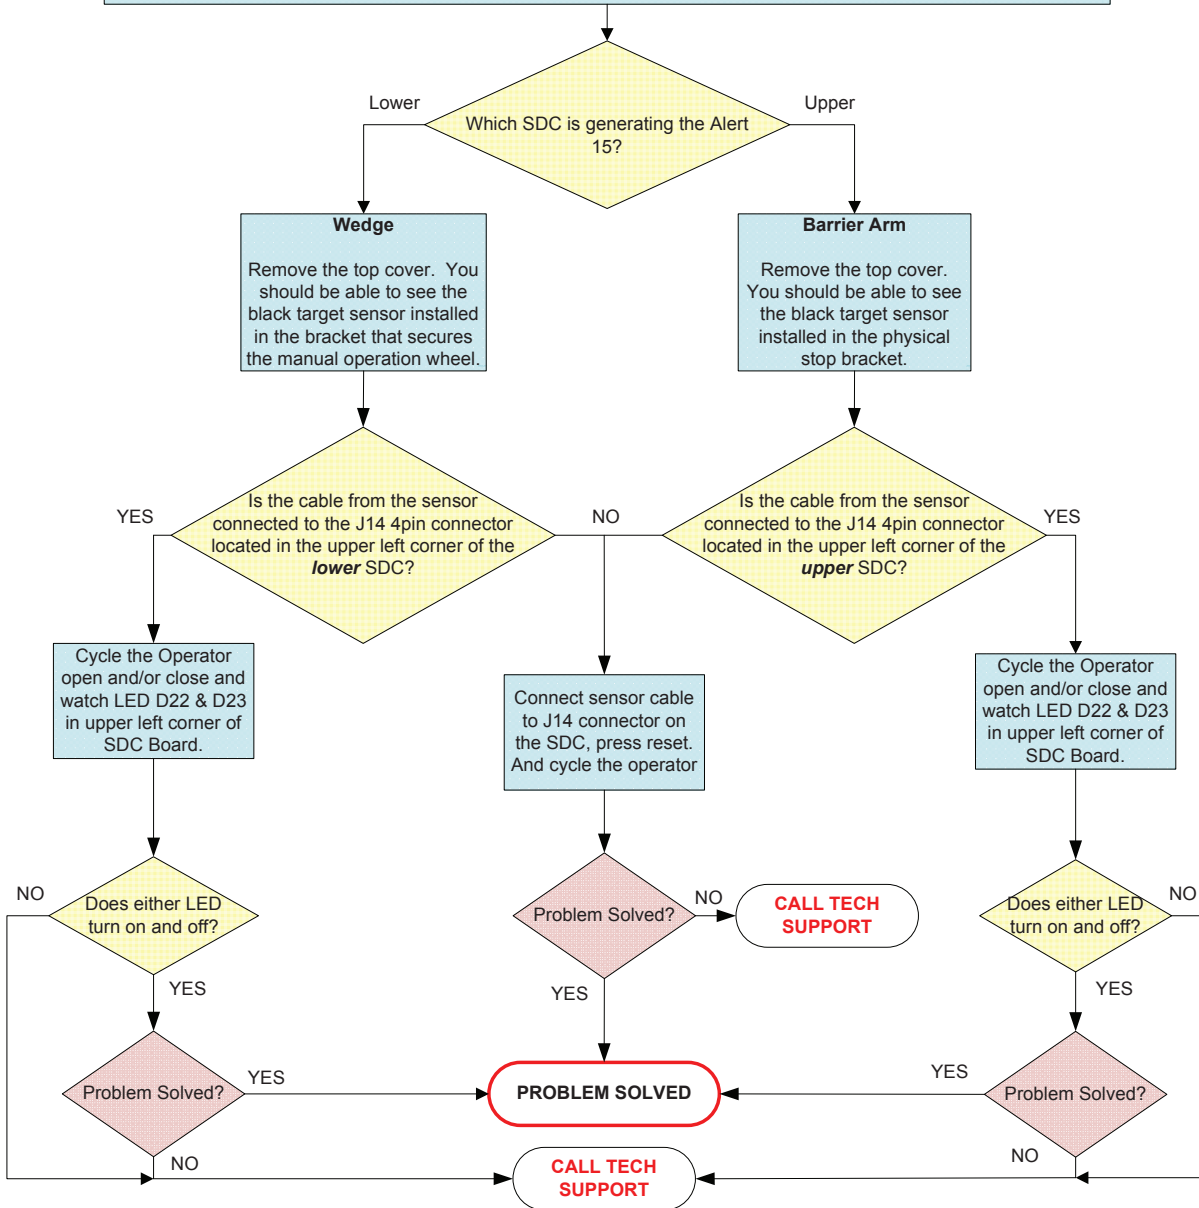 Which SDC is generating the Alert
15?
Lower
Upper
Wedge
Remove the top cover. You
should be able to see the
black target sensor installed
in the bracket that secures
the manual operation wheel.
Barrier Arm
Remove the top cover.
You should be able to see
the black target sensor
installed in the physical
stop bracket.
Is the cable from the sensor
connected to the J14 4pin connector
located in the upper left corner of the
lower SDC?
YES
NO
Is the cable from the sensor
connected to the J14 4pin connector
located in the upper left corner of the
upper SDC?
YES
Cycle the Operator
open and/or close and
watch LED D22 & D23
in upper left corner of
SDC Board.
Connect sensor cable
to J14 connector on
the SDC, press reset.
And cycle the operator
Cycle the Operator
open and/or close and
watch LED D22 & D23
in upper left corner of
SDC Board.
NO
Does either LED
turn on and off?
YES
Problem Solved?
NO
CALL TECH
SUPPORT
YES
Does either LED
turn on and off?
NO
YES
Problem Solved?
YES
NO
PROBLEM SOLVED
YES
Problem Solved?
NO
CALL TECH
SUPPORT